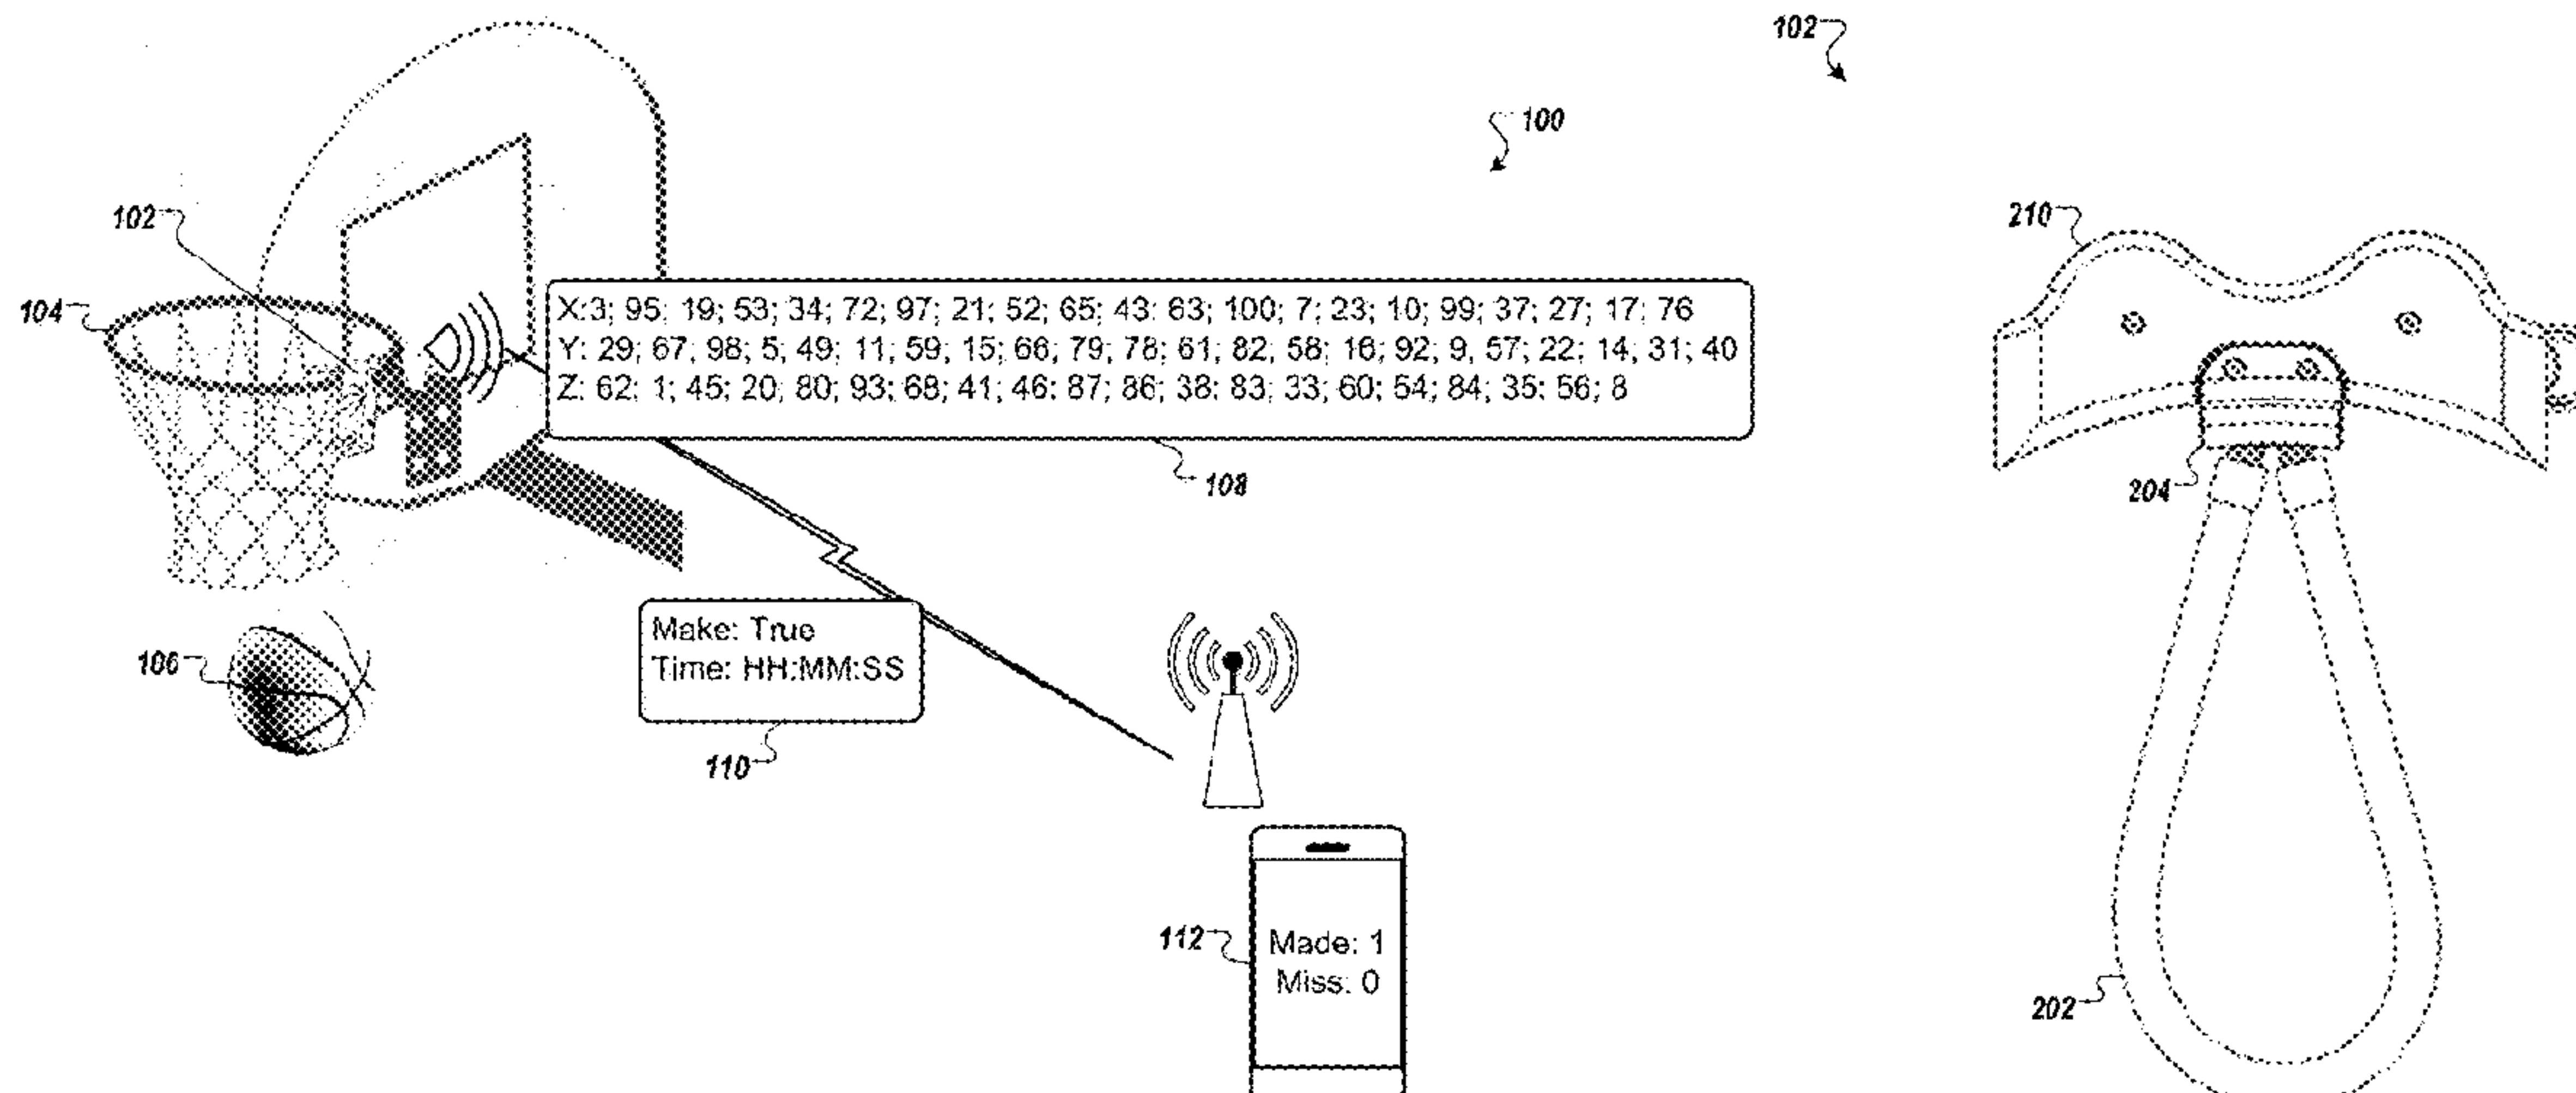 102
100
102
210
104
X:3; 95; 19; 53; 34; 72; 97; 21; 52; 65; 43; 63; 100; 7; 23; 10; 99; 37; 27; 17; 76
Y: 29; 67; 98; 5; 49; 11; 59; 15; 66; 79; 78; 61; 82; 58; 16; 92; 9, 57; 22; 14, 31; 40
Z: 62; 1; 45; 20; 80; 93; 68; 41; 46; 87; 86; 38; 83; 33; 60; 54; 84; 35; 56; 8
108
204
Make: True
Time: HH:MM:SS
106
110
112
Made: 1
Miss: 0
202